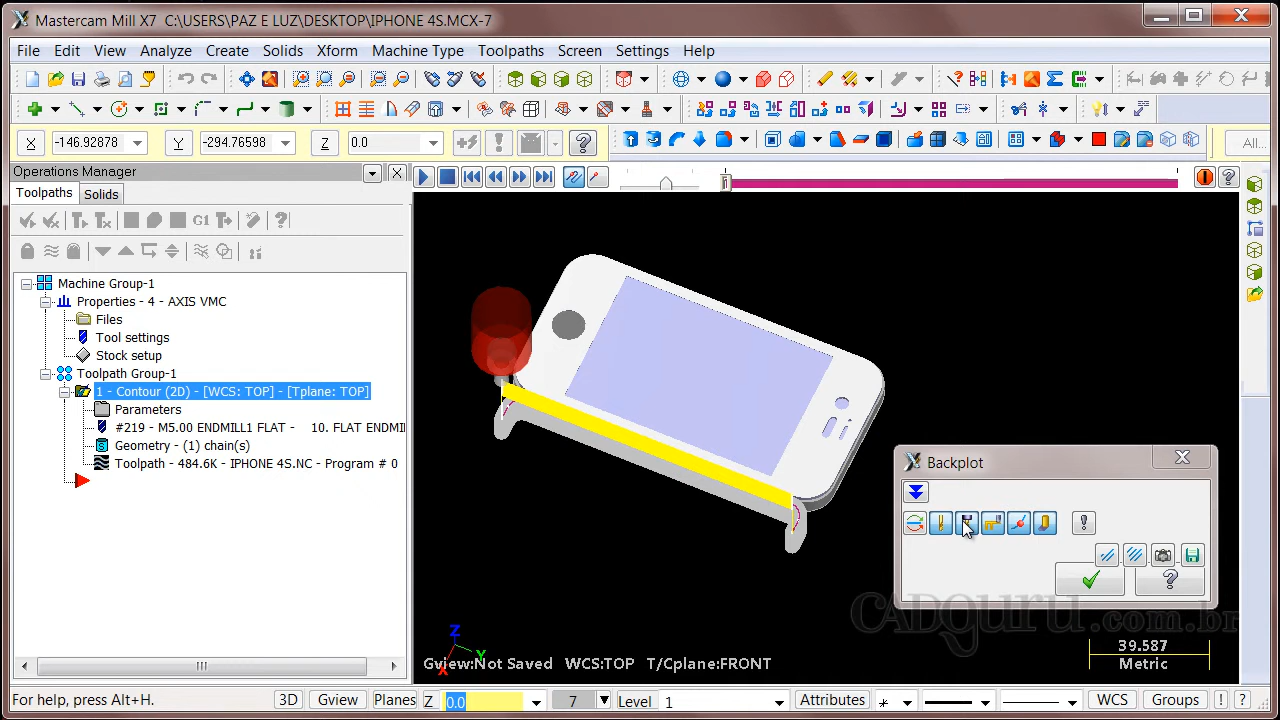 Mastercam Mill X7 C:\USERS\PAZ E LUZ\DESKTOP\IPHONE 4S.MCX-7
File Edit View Analyze Create Solids Xform Machine Type Toolpaths Screen Settings Help
X -146.92878 Y -294.76598 Z 0.0
All...
Operations Manager
Toolpaths Solids
G1
Machine Group-1
Properties - 4 - AXIS VMC
Files
Tool settings
Stock setup
Toolpath Group-1
1 - Contour (2D) - [WCS: TOP] - [Tplane: TOP]
Parameters
#219 - M5.00 ENDMILL1 FLAT - 10. FLAT ENDMI
Geometry - (1) chain(s)
Toolpath - 484.6K - IPHONE 4S.NC - Program # 0
Backplot
CADguru.com.br
Z
Y
X
Gview:Not Saved WCS:TOP T/Cplane:FRONT
39.587
Metric
For help, press Alt+H.
3D Gview Planes Z 0.0 7 Level 1 Attributes WCS Groups ! ?